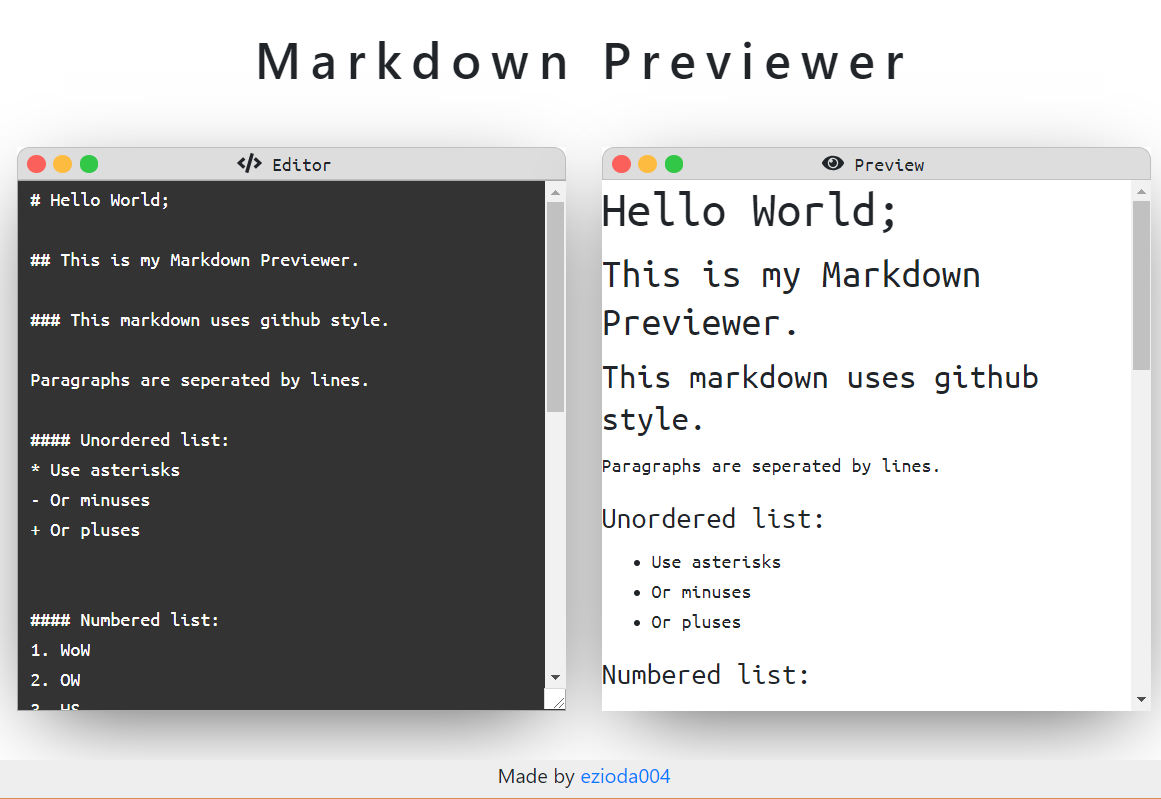 Markdown Previewer
</> Editor
# Hello World;
## This is my Markdown Previewer.
### This markdown uses github style.
Paragraphs are seperated by lines.
#### Unordered list:
* Use asterisks
- Or minuses
+ Or pluses
#### Numbered list:
1. WoW
2. OW
3. HS
Preview
Hello World;
This is my Markdown
Previewer.
This markdown uses github
style.
Paragraphs are seperated by lines.
Unordered list:
• Use asterisks
• Or minuses
• Or pluses
Numbered list:
Made by ezioda004